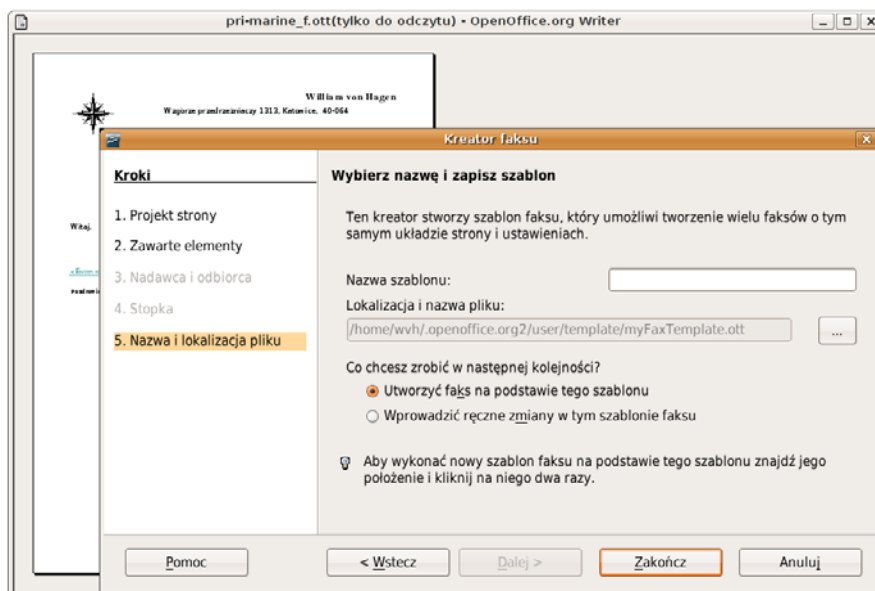 pri-marine_f.ott(tylko do odczytu) - OpenOffice.org Writer
William von Hagen
1313, Katowice, 40-064
Witaj,
Kreator faksu
Kroki
1. Projekt strony
2. Zawarte elementy
3. Nadawca i odbiorca
4. Stopka
5. Nazwa i lokalizacja pliku
Wybierz nazwę i zapisz szablon
Ten kreator stworzy szablon faksu, który umożliwi tworzenie wielu faksów o tym
samym układzie strony i ustawieniach.
Nazwa szablonu:
Lokalizacja i nazwa pliku:
/home/wvh/.openoffice.org2/user/template/myFaxTemplate.ott
...
Co chcesz zrobić w następnej kolejności?
Utworzyć faks na podstawie tego szablonu
Wprowadzić ręczne zmiany w tym szablonie faksu
Aby wykonać nowy szablon faksu na podstawie tego szablonu znajdź jego
położenie i kliknij na niego dwa razy.
Pomoc
< Wstecz
Dalej >
Zakończ
Anuluj